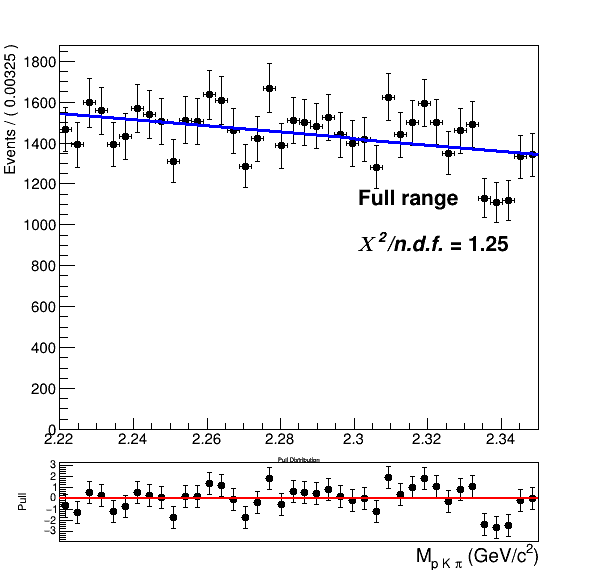 Events / ( 0.00325 )
1800
1600
1400
1200
1000
800
600
400
200
0
Full range
Χ²/n.d.f. = 1.25
2.22 2.24 2.26 2.28 2.3 2.32 2.34
Pull Distribution
Pull
3
2
1
0
−1
−2
−3
M p K π (GeV/c²)